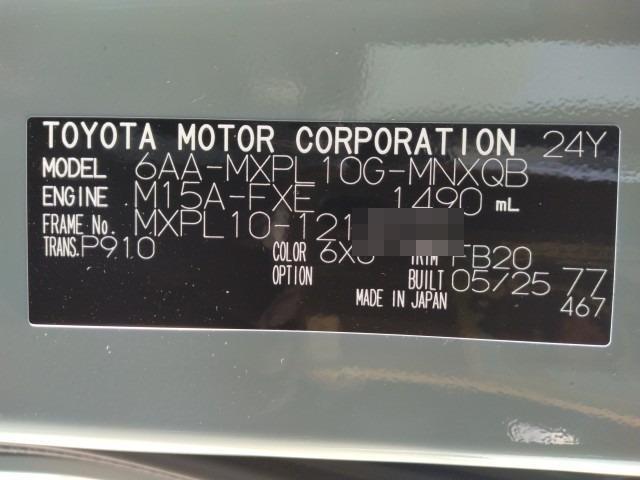 TOYOTA MOTOR CORPORATION 24Y
MODEL 6AA-MXPL10G-MNXQB
ENGINE M15A-FXE 1490 mL
FRAME No. MXPL10-121
TRANS. P910 COLOR TRIM FB20
OPTION BUILT 05/25 77
MADE IN JAPAN 467